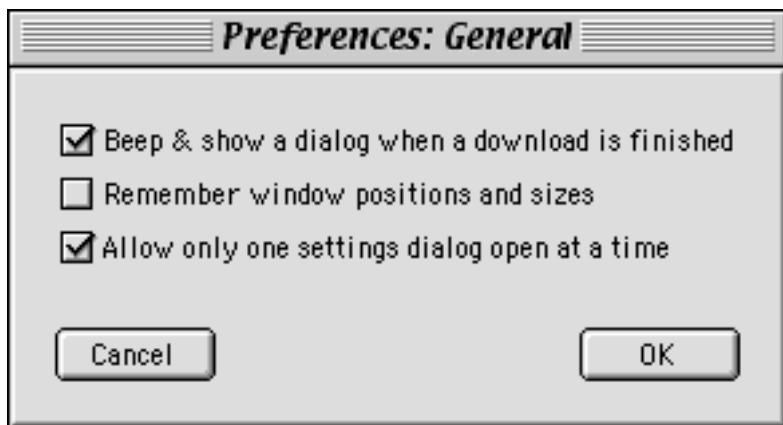 Preferences: General
Beep & show a dialog when a download is finished
Remember window positions and sizes
Allow only one settings dialog open at a time
Cancel OK